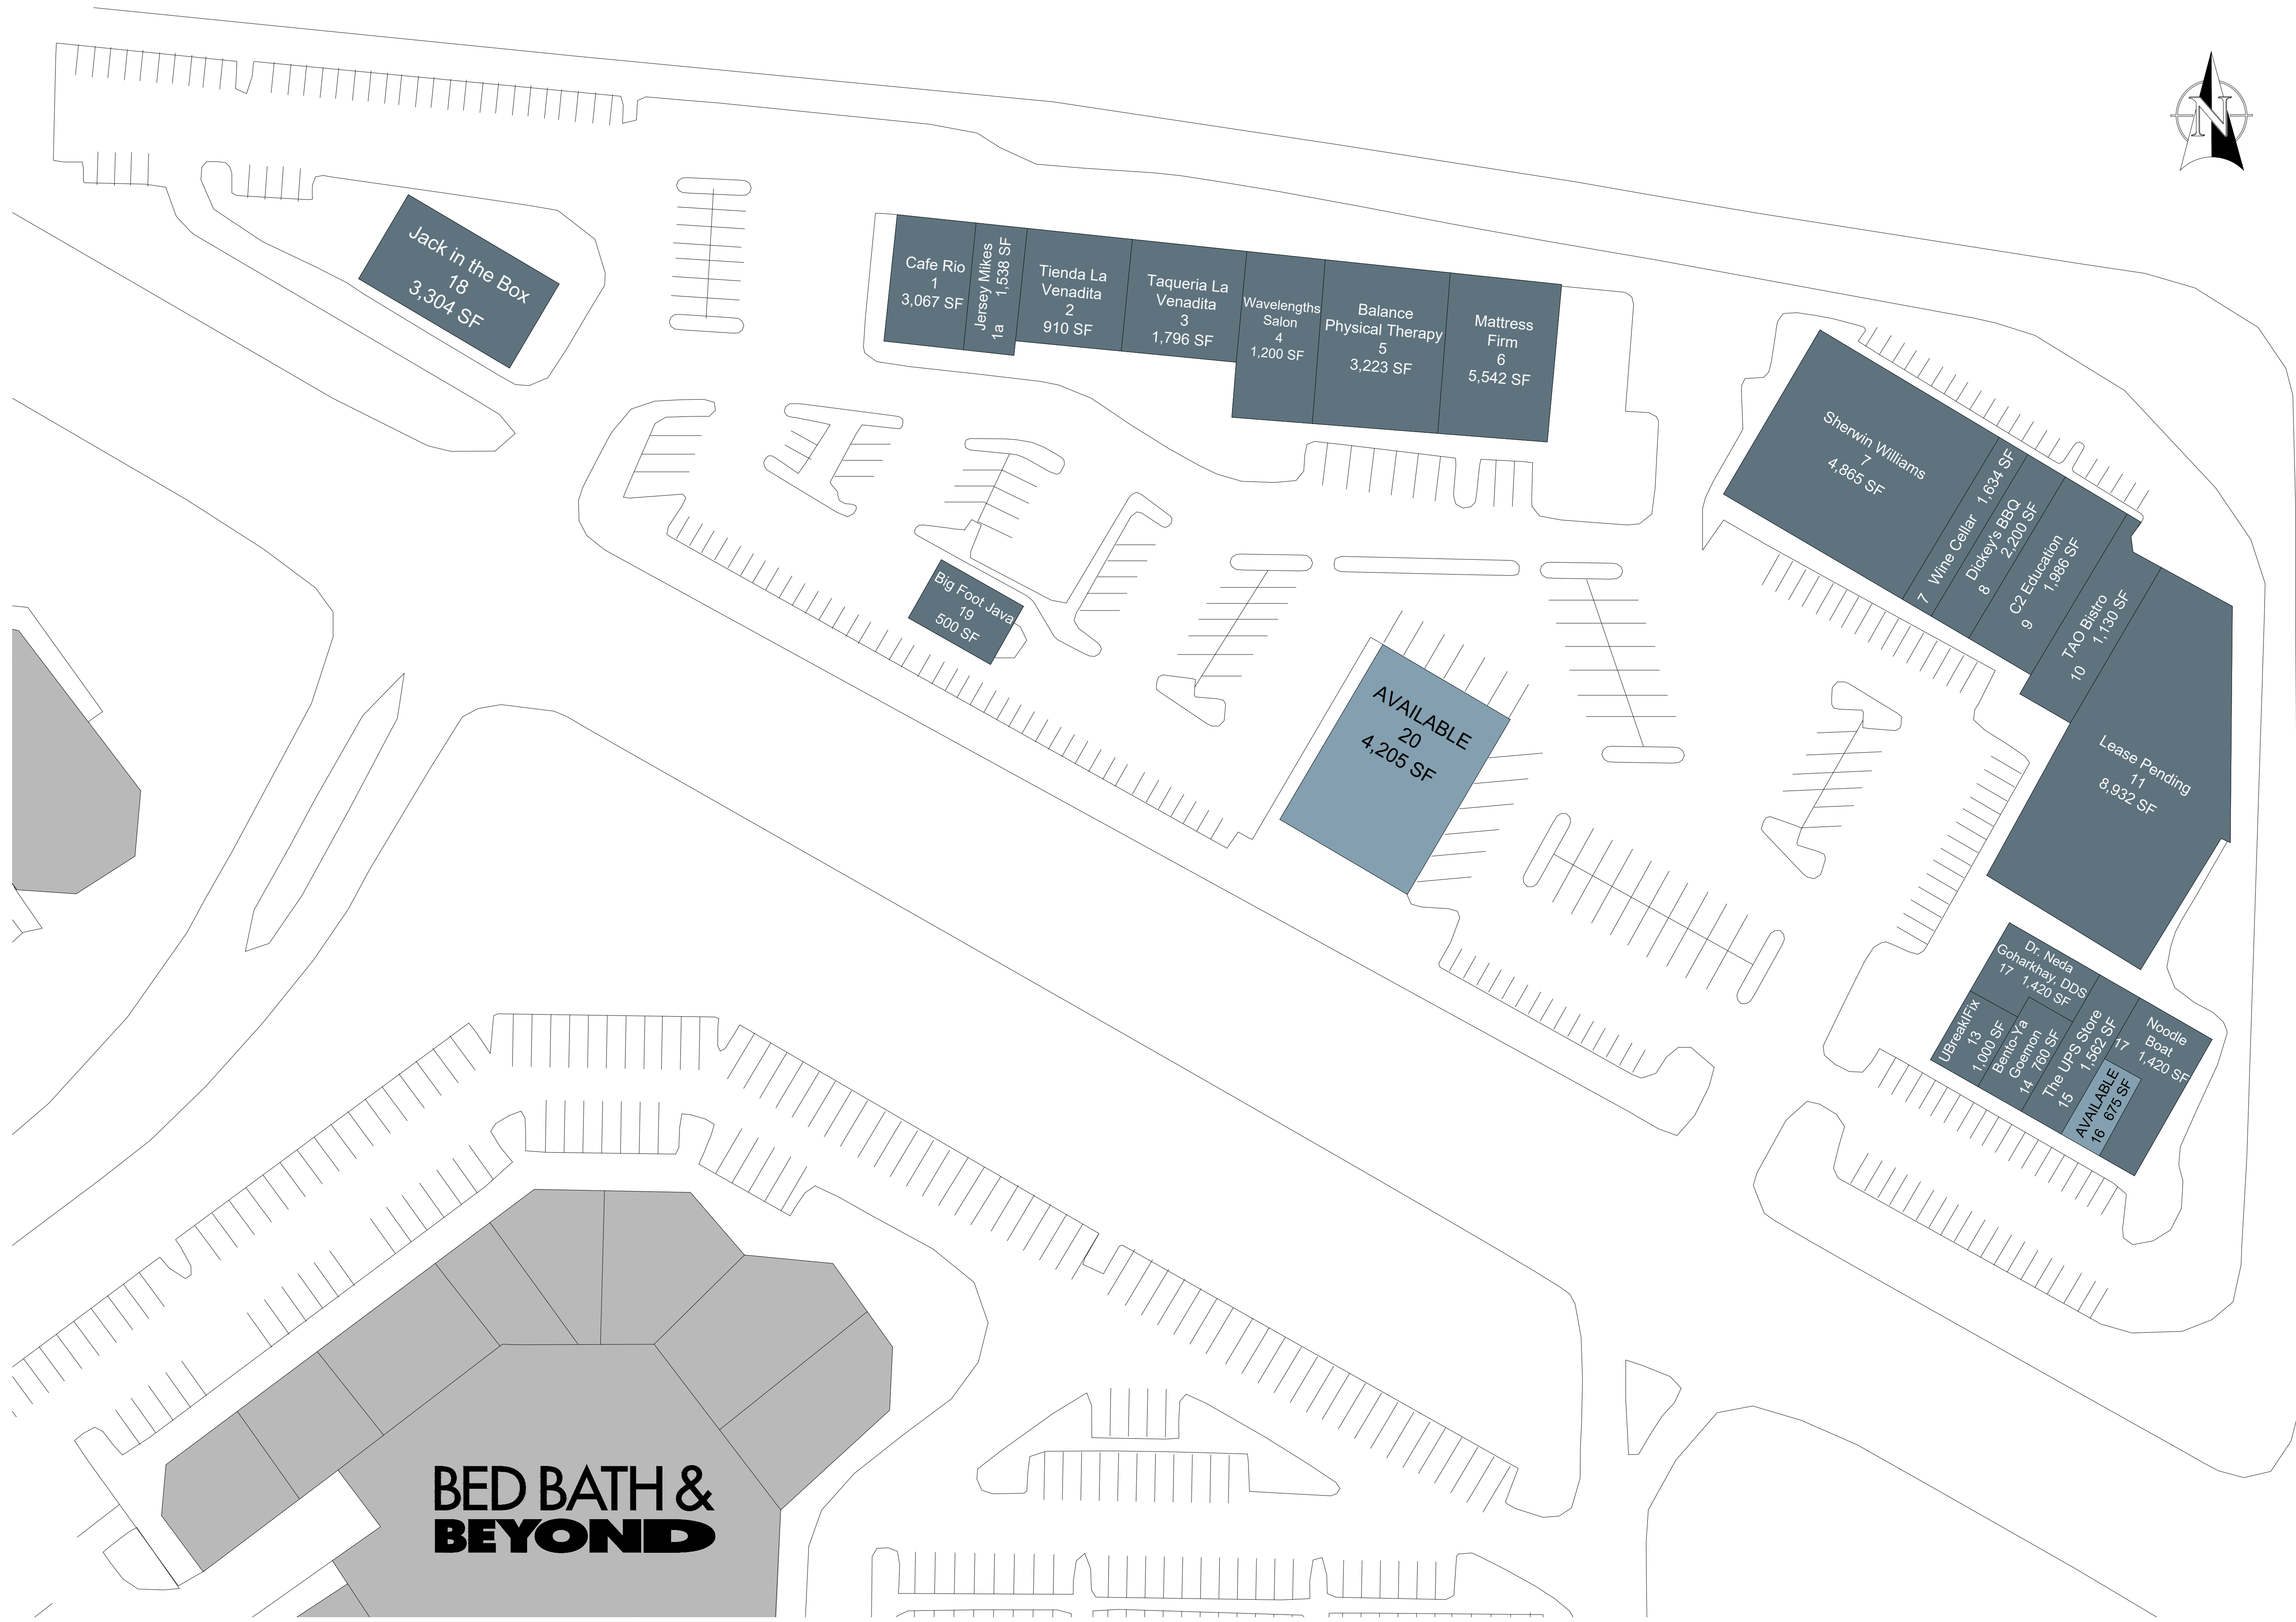 N
Jack in the Box
18
3,304 SF
Cafe Rio
1
3,067 SF
Jersey Mikes
1,538 SF
1a
Tienda La
Venadita
2
910 SF
Taqueria La
Venadita
3
1,796 SF
Wavelengths
Salon
4
1,200 SF
Balance
Physical Therapy
5
3,223 SF
Mattress
Firm
6
5,542 SF
Sherwin Williams
7
4,865 SF
7 Wine Cellar 1,634 SF
Dickey's BBQ
8 2,200 SF
C2 Education
9 1,986 SF
TAO Bistro
10 1,130 SF
Lease Pending
11
8,932 SF
Big Foot Java
19
500 SF
AVAILABLE
20
4,205 SF
Dr. Neda
Goharkhay, DDS
17 1,420 SF
UBreakIFix
13
1,000 SF
Bento-Ya
Goemon
14 760 SF
The UPS Store
15 1,562 SF
AVAILABLE
16 675 SF
Noodle
Boat
17 1,420 SF
BED BATH &
BEYOND